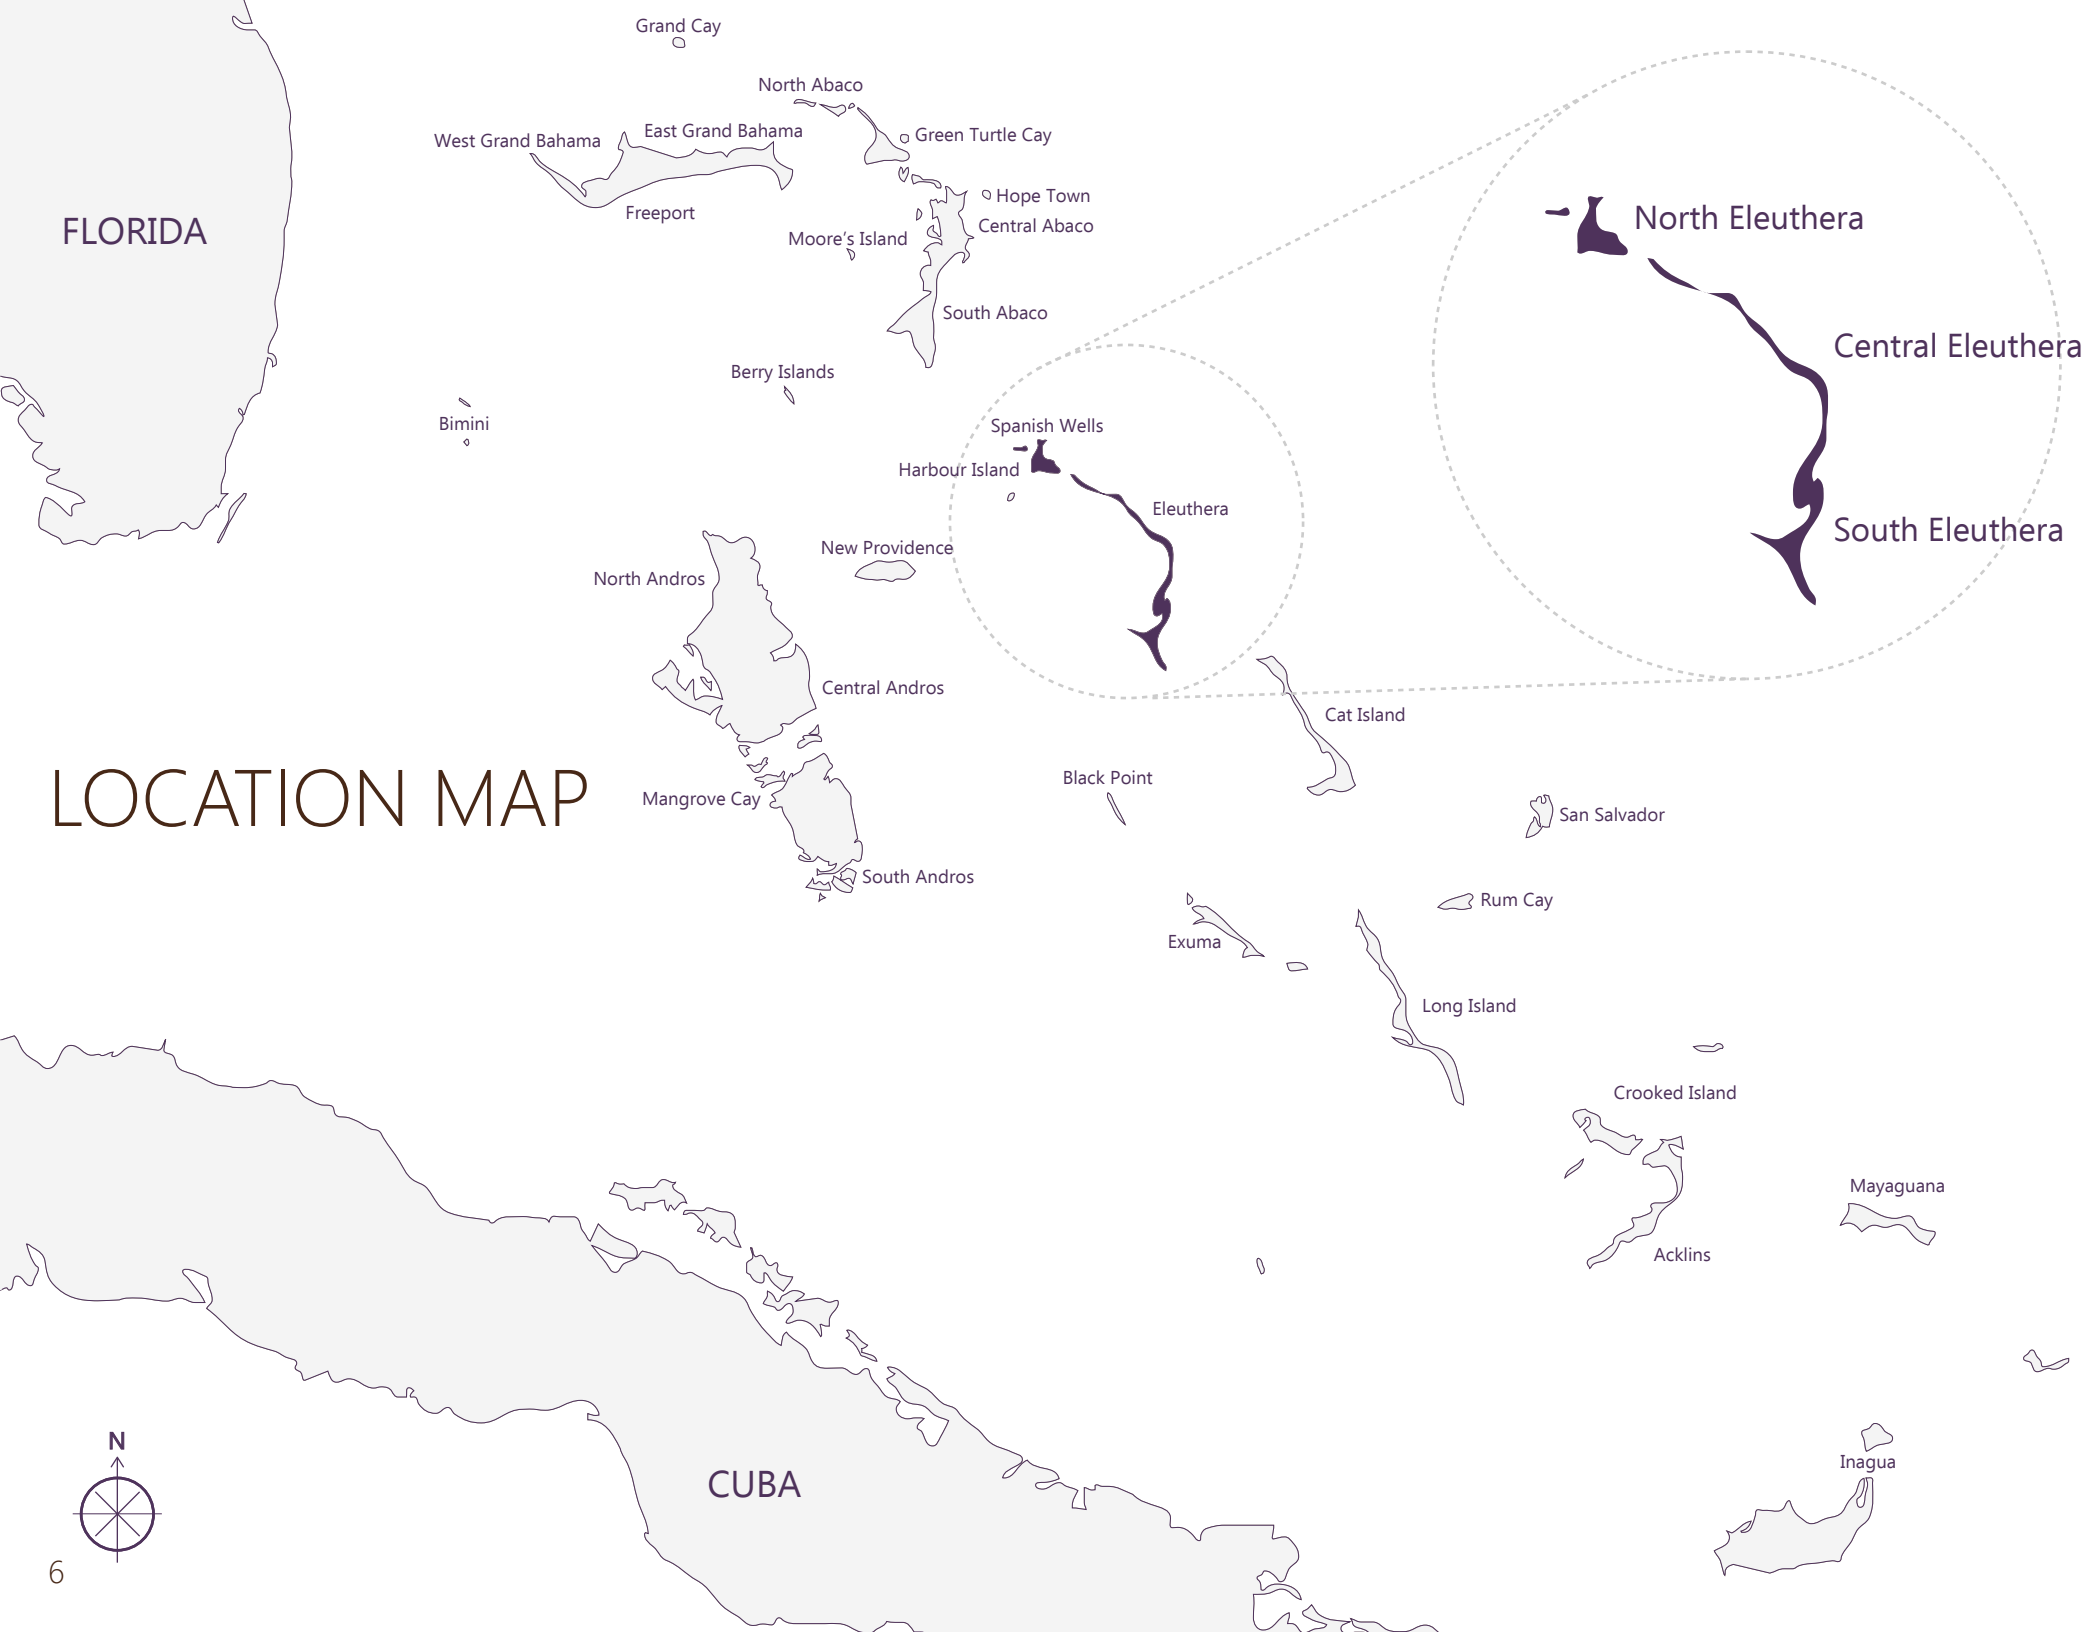 Grand Cay
North Abaco
East Grand Bahama
West Grand Bahama
Green Turtle Cay
Hope Town
Freeport
FLORIDA
Central Abaco
Moore's Island
South Abaco
Berry Islands
Bimini
North Eleuthera
Central Eleuthera
South Eleuthera
Spanish Wells
Harbour Island
Eleuthera
New Providence
North Andros
Central Andros
Cat Island
LOCATION MAP
Mangrove Cay
Black Point
San Salvador
South Andros
Rum Cay
Exuma
Long Island
Crooked Island
Mayaguana
Acklins
Inagua
CUBA
N
6